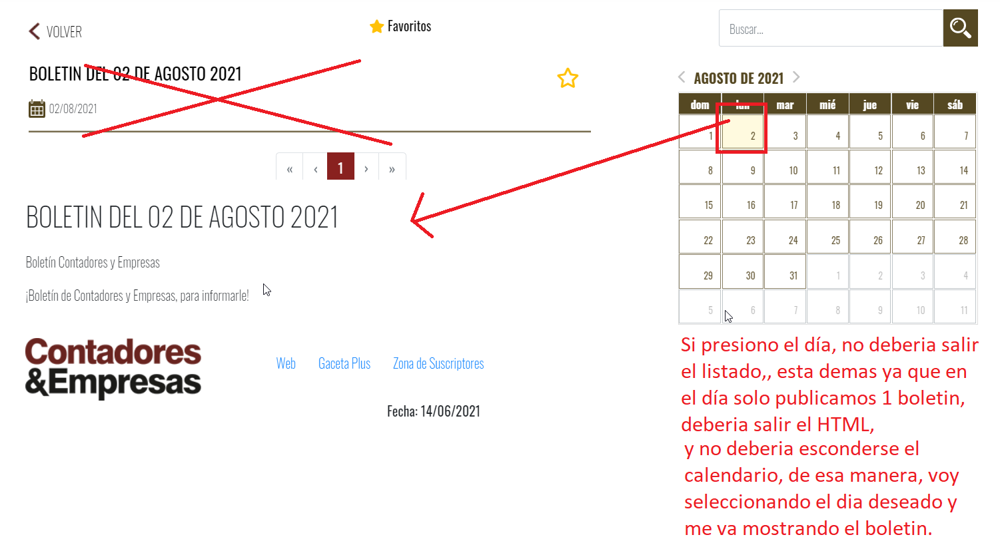 VOLVER
Favoritos
Buscar...
BOLETIN DEL 02 DE AGOSTO 2021
02/08/2021
« ‹ 1 › »
BOLETIN DEL 02 DE AGOSTO 2021
Boletín Contadores y Empresas
¡Boletín de Contadores y Empresas, para informarle!
Contadores
&Empresas
Web Gaceta Plus Zona de Suscriptores
Fecha: 14/06/2021
AGOSTO DE 2021
dom lun mar mié jue vie sáb
1 2 3 4 5 6 7
8 9 10 11 12 13 14
15 16 17 18 19 20 21
22 23 24 25 26 27 28
29 30 31 1 2 3 4
5 6 7 8 9 10 11
Si presiono el día, no deberia salir
el listado,, esta demas ya que en
el día solo publicamos 1 boletin,
deberia salir el HTML,
y no deberia esconderse el
calendario, de esa manera, voy
seleccionando el dia deseado y
me va mostrando el boletin.